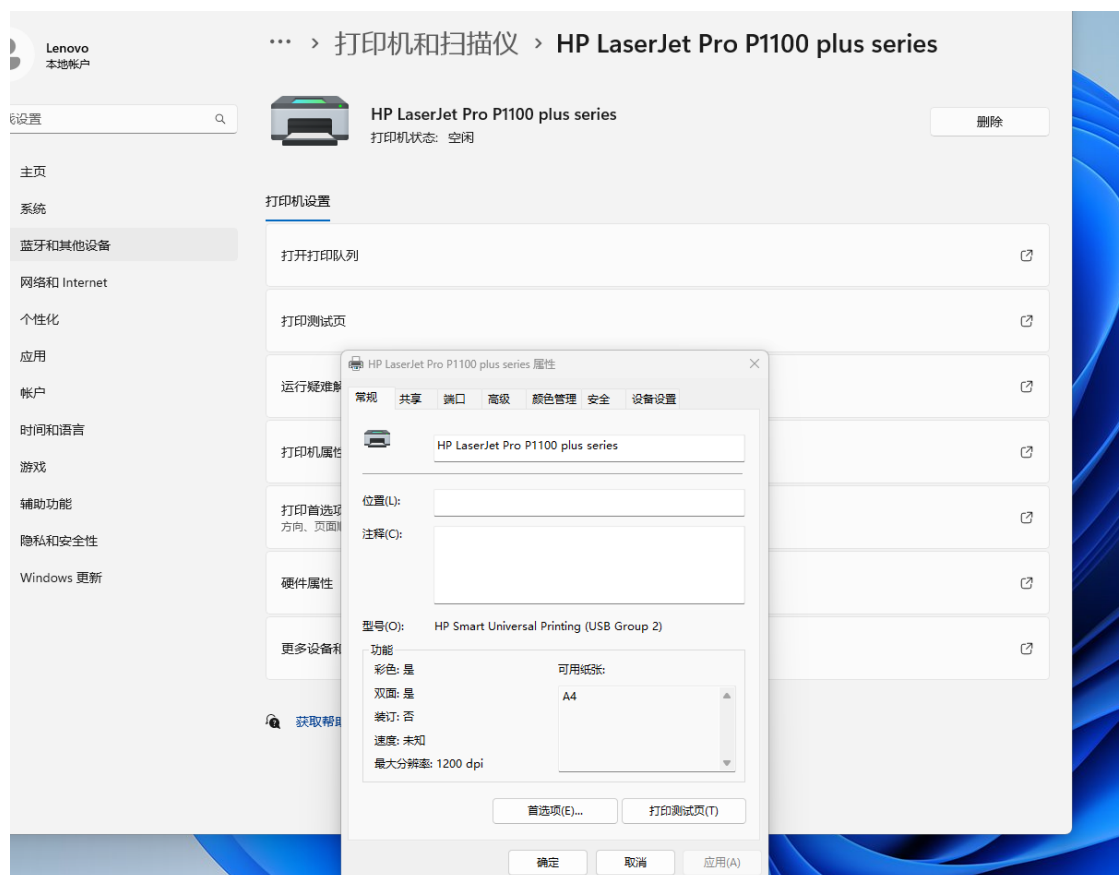 Lenovo
本地帐户
··· › 打印机和扫描仪 › HP LaserJet Pro P1100 plus series
HP LaserJet Pro P1100 plus series
打印机状态: 空闲
删除
设置
主页
系统
蓝牙和其他设备
网络和 Internet
个性化
应用
帐户
时间和语言
游戏
辅助功能
隐私和安全性
Windows 更新
打印机设置
打开打印队列
打印测试页
运行疑难解
打印机属性
打印首选项
方向、页面
硬件属性
更多设备和
获取帮助
HP LaserJet Pro P1100 plus series 属性
常规 共享 端口 高级 颜色管理 安全 设备设置
HP LaserJet Pro P1100 plus series
位置(L):
注释(C):
型号(O): HP Smart Universal Printing (USB Group 2)
功能
彩色: 是
双面: 是
装订: 否
速度: 未知
最大分辨率: 1200 dpi
可用纸张:
A4
首选项(E)... 打印测试页(T)
确定 取消 应用(A)